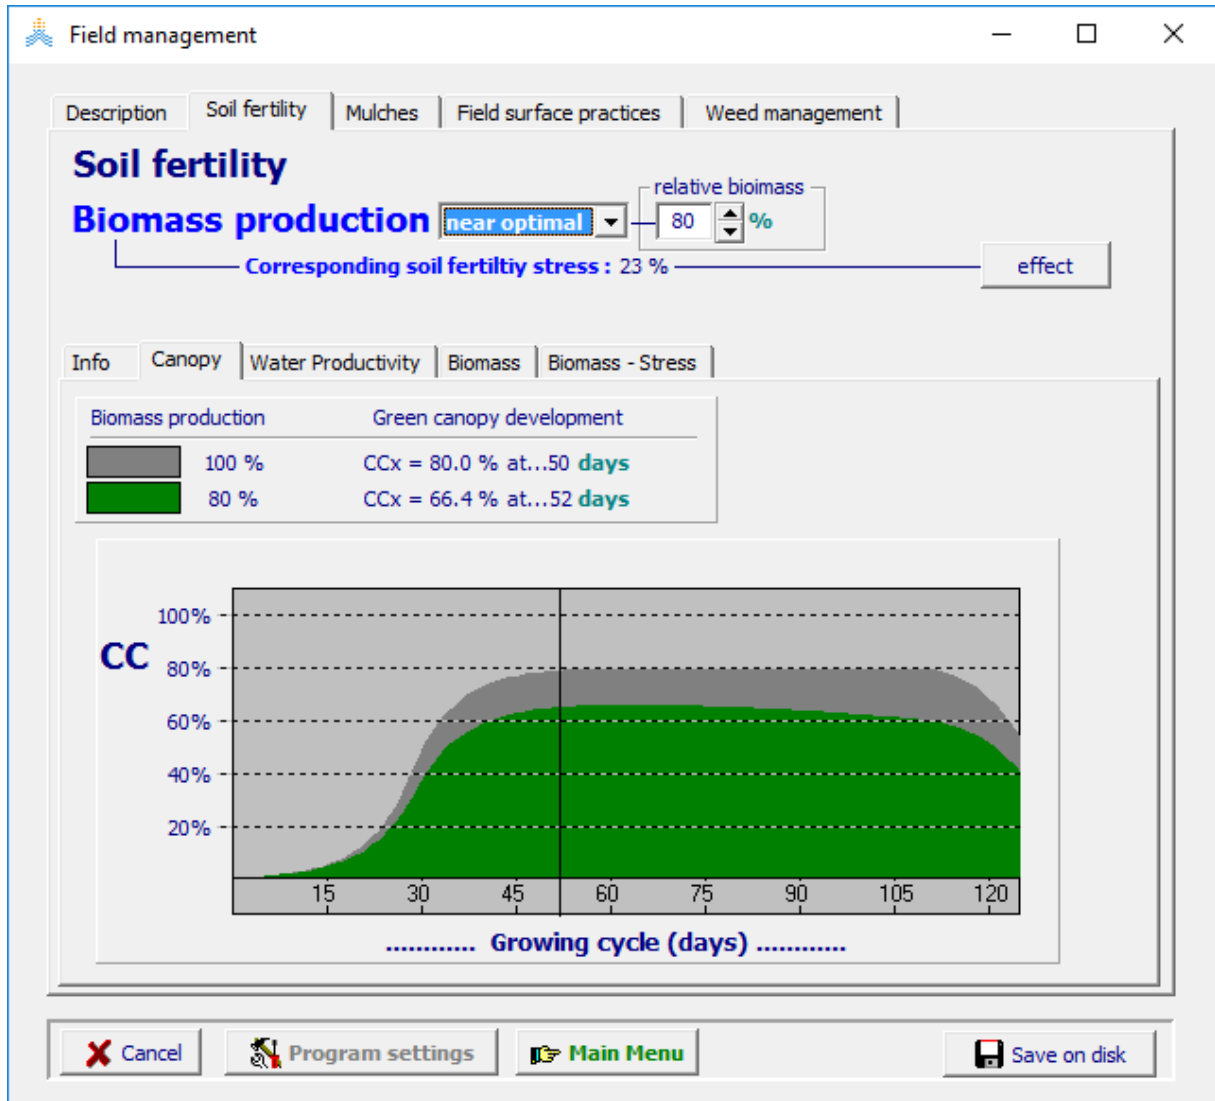 Field management
Description Soil fertility Mulches Field surface practices Weed management
Soil fertility
relative bioimass
Biomass production near optimal 80 %
Corresponding soil fertiltiy stress : 23 % effect
Info Canopy Water Productivity Biomass Biomass - Stress
Biomass production Green canopy development
100 % CCx = 80.0 % at...50 days
80 % CCx = 66.4 % at...52 days
100%
CC
80%
60%
40%
20%
15 30 45 60 75 90 105 120
............ Growing cycle (days) ............
Cancel Program settings Main Menu Save on disk